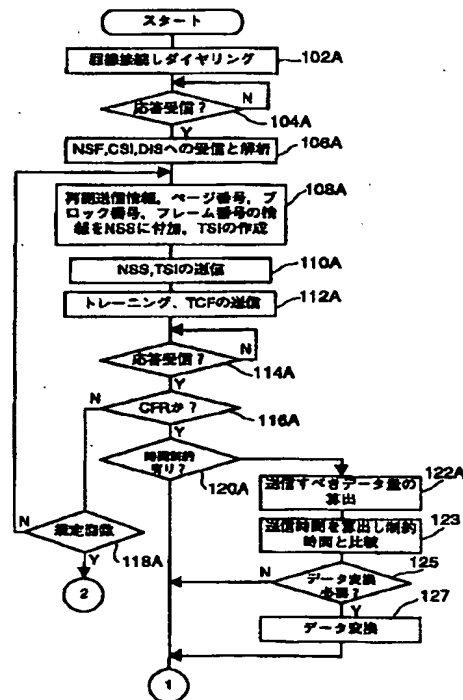 スタート
回線接続しダイヤリング
102A
応答受信?
N
104A
Y
NSF,CSI,DISへの受信と解析
106A
再開送信情報、ページ番号、ブ
ロック番号、フレーム番号の情
報をNSSに付加、TSIの作成
108A
NSS,TSIの送信
110A
トレーニング、TCFの送信
112A
応答受信?
N
114A
Y
N
CFRか?
116A
Y
時間制約
有り?
120A
送信すべきデータ量の
算出
122A
送信時間を算出し制約
時間と比較
123
N
規定回数
118A
Y
2
N
データ変換
必要?
125
Y
データ変換
127
1